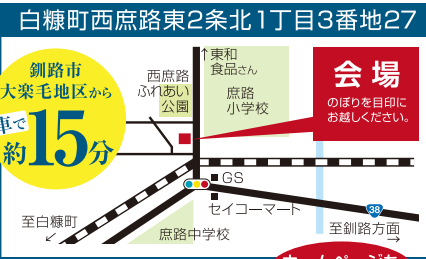 白糠町西庶路東2条北1丁目3番地27
釧路市
大楽毛地区から
車で
約15分
↑東和
食品さん
西庶路
ふれあい
公園
庶路
小学校
会場
のぼりを目印に
お越しください。
GS
セイコーマート
38
至白糠町
←
庶路中学校
至釧路方面
→